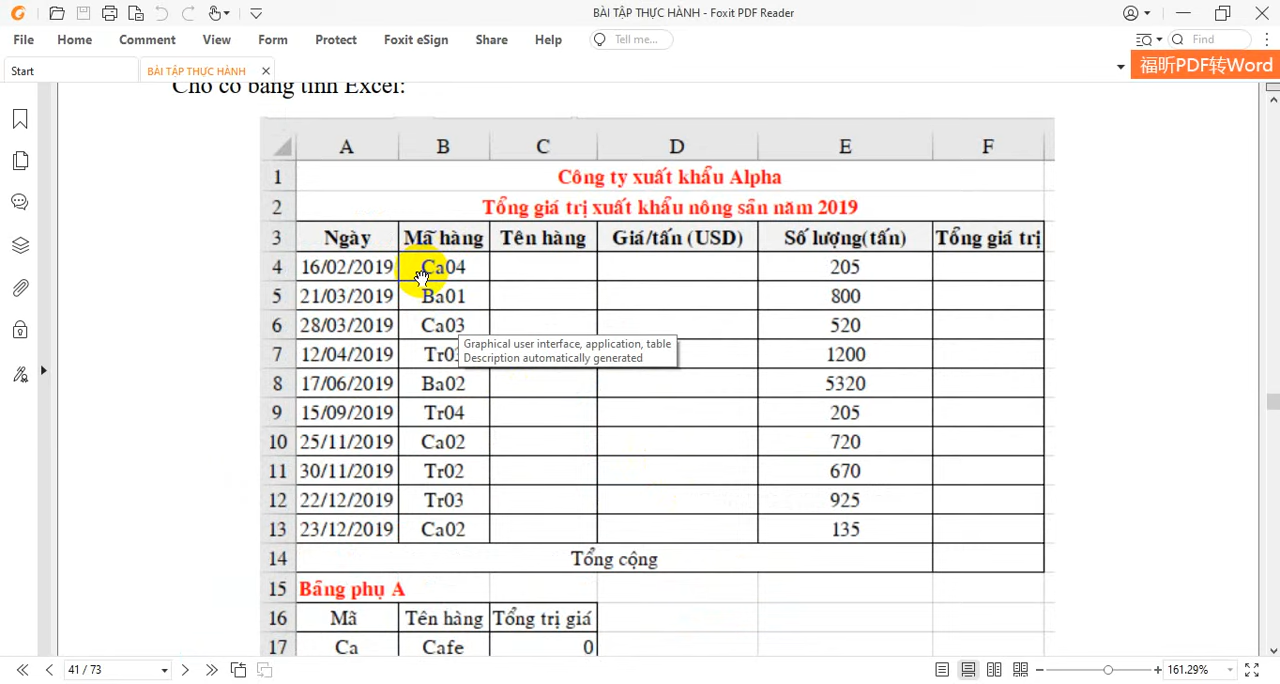 BÀI TẬP THỰC HÀNH - Foxit PDF Reader
File Home Comment View Form Protect Foxit eSign Share Help Tell me... Find
Start BÀI TẬP THỰC HÀNH 福昕PDF转Word
Cho có bảng tính Excel:
A B C D E F
1 Công ty xuất khẩu Alpha
2 Tổng giá trị xuất khẩu nông sản năm 2019
3 Ngày Mã hàng Tên hàng Giá/tấn (USD) Số lượng(tấn) Tổng giá trị
4 16/02/2019 Ca04 205
5 21/03/2019 Ba01 800
6 28/03/2019 Ca03 520
Graphical user interface, application, table
Description automatically generated
7 12/04/2019 1200
8 17/06/2019 Ba02 5320
9 15/09/2019 Tr04 205
10 25/11/2019 Ca02 720
11 30/11/2019 Tr02 670
12 22/12/2019 Tr03 925
13 23/12/2019 Ca02 135
14 Tổng cộng
15 Bảng phụ A
16 Mã Tên hàng Tổng trị giá
17 Ca Cafe 0
41 / 73 161.29%